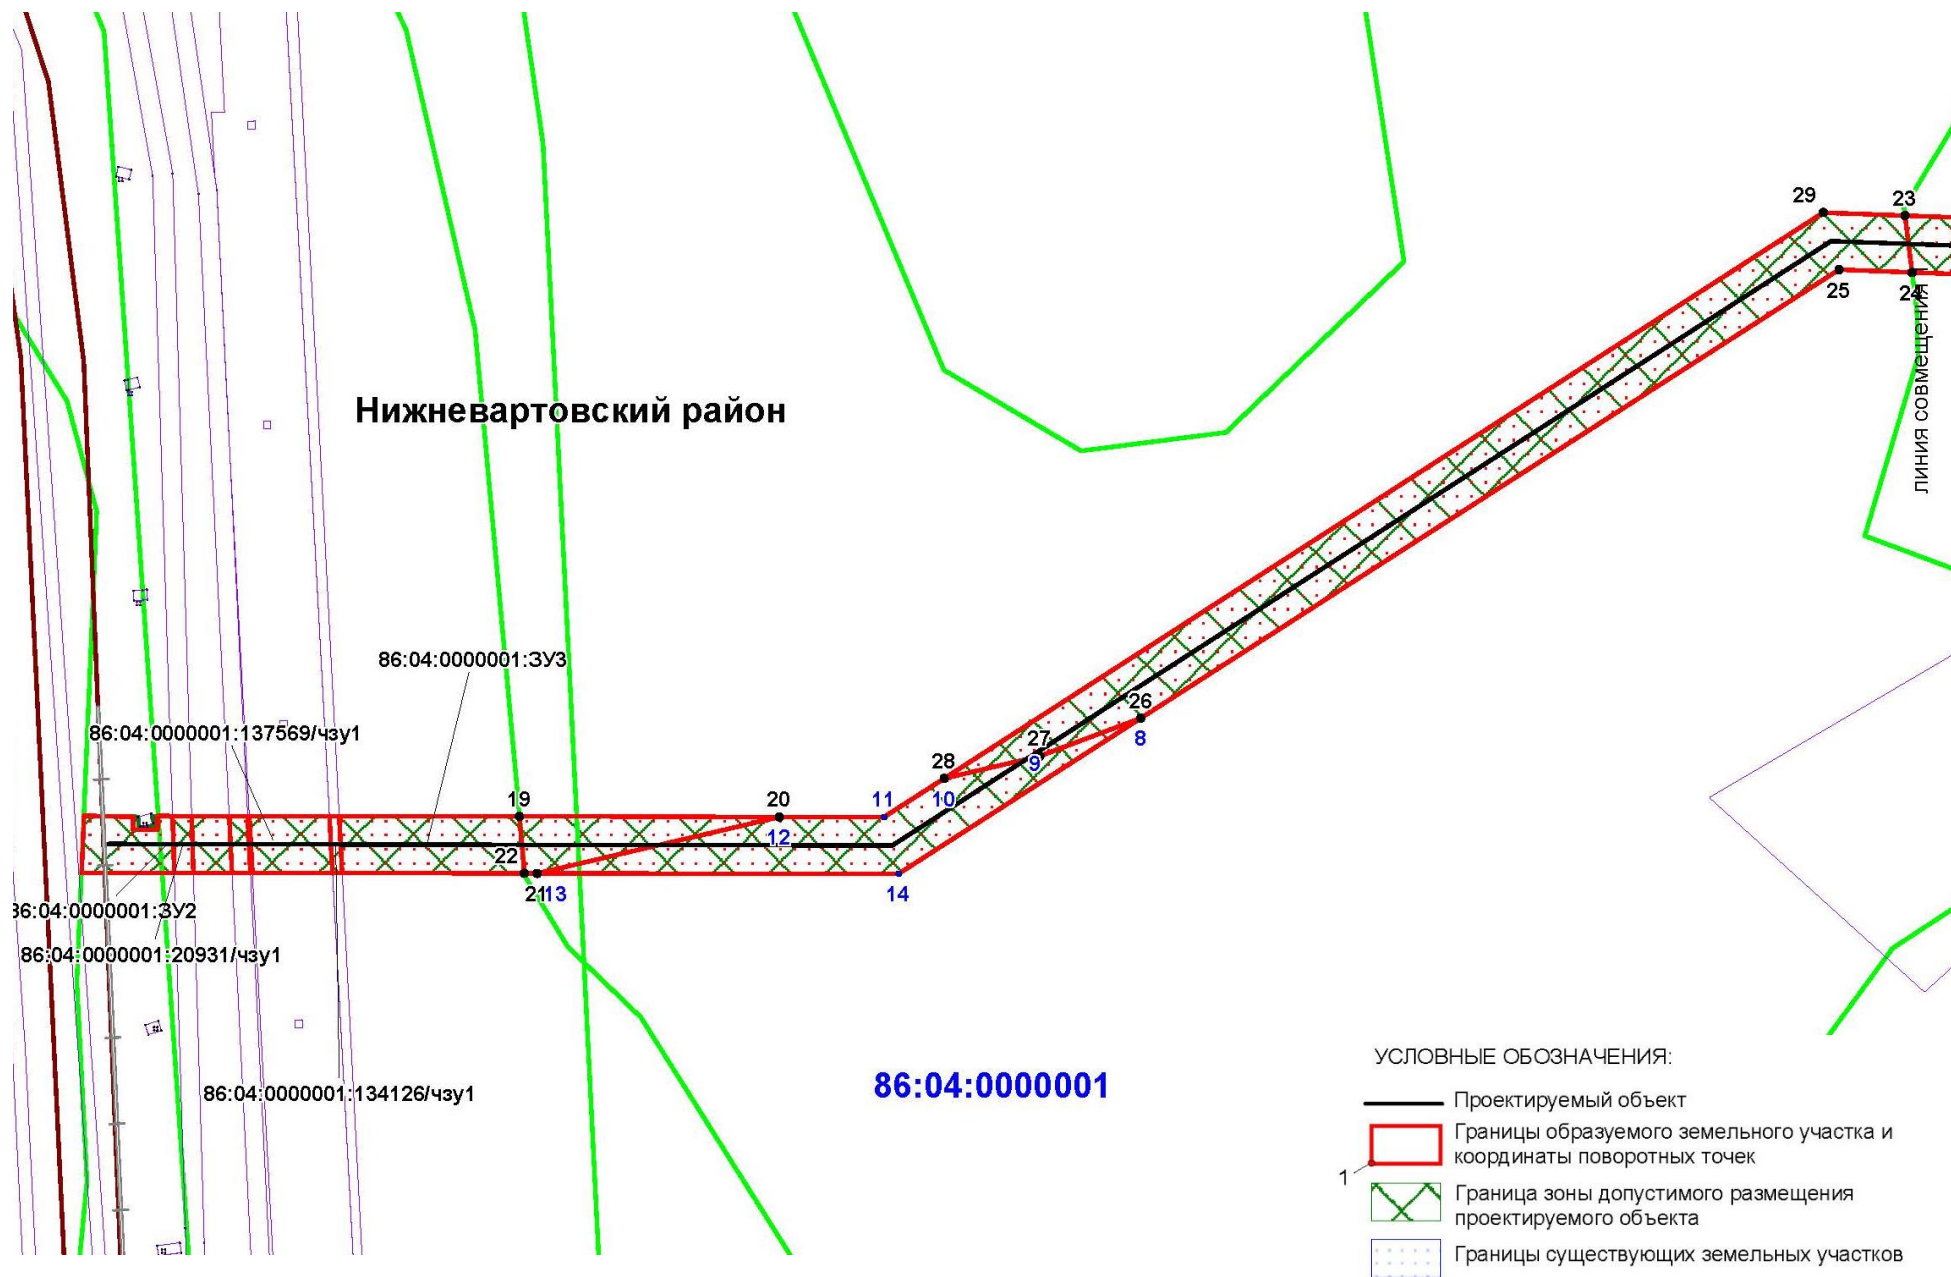 29
23
25
24
линия совмещения 1
Нижневартовский район
86:04:0000001:ЗУ3
26
8
27
9
28
10
86:04:0000001:137569/чзу1
19
20
11
12
22
21
13
14
86:04:0000001:ЗУ2
86:04:0000001:20931/чзу1
86:04:0000001:134126/чзу1
86:04:0000001
УСЛОВНЫЕ ОБОЗНАЧЕНИЯ:
Проектируемый объект
Границы образуемого земельного участка и
координаты поворотных точек
1
Граница зоны допустимого размещения
проектируемого объекта
Границы существующих земельных участков